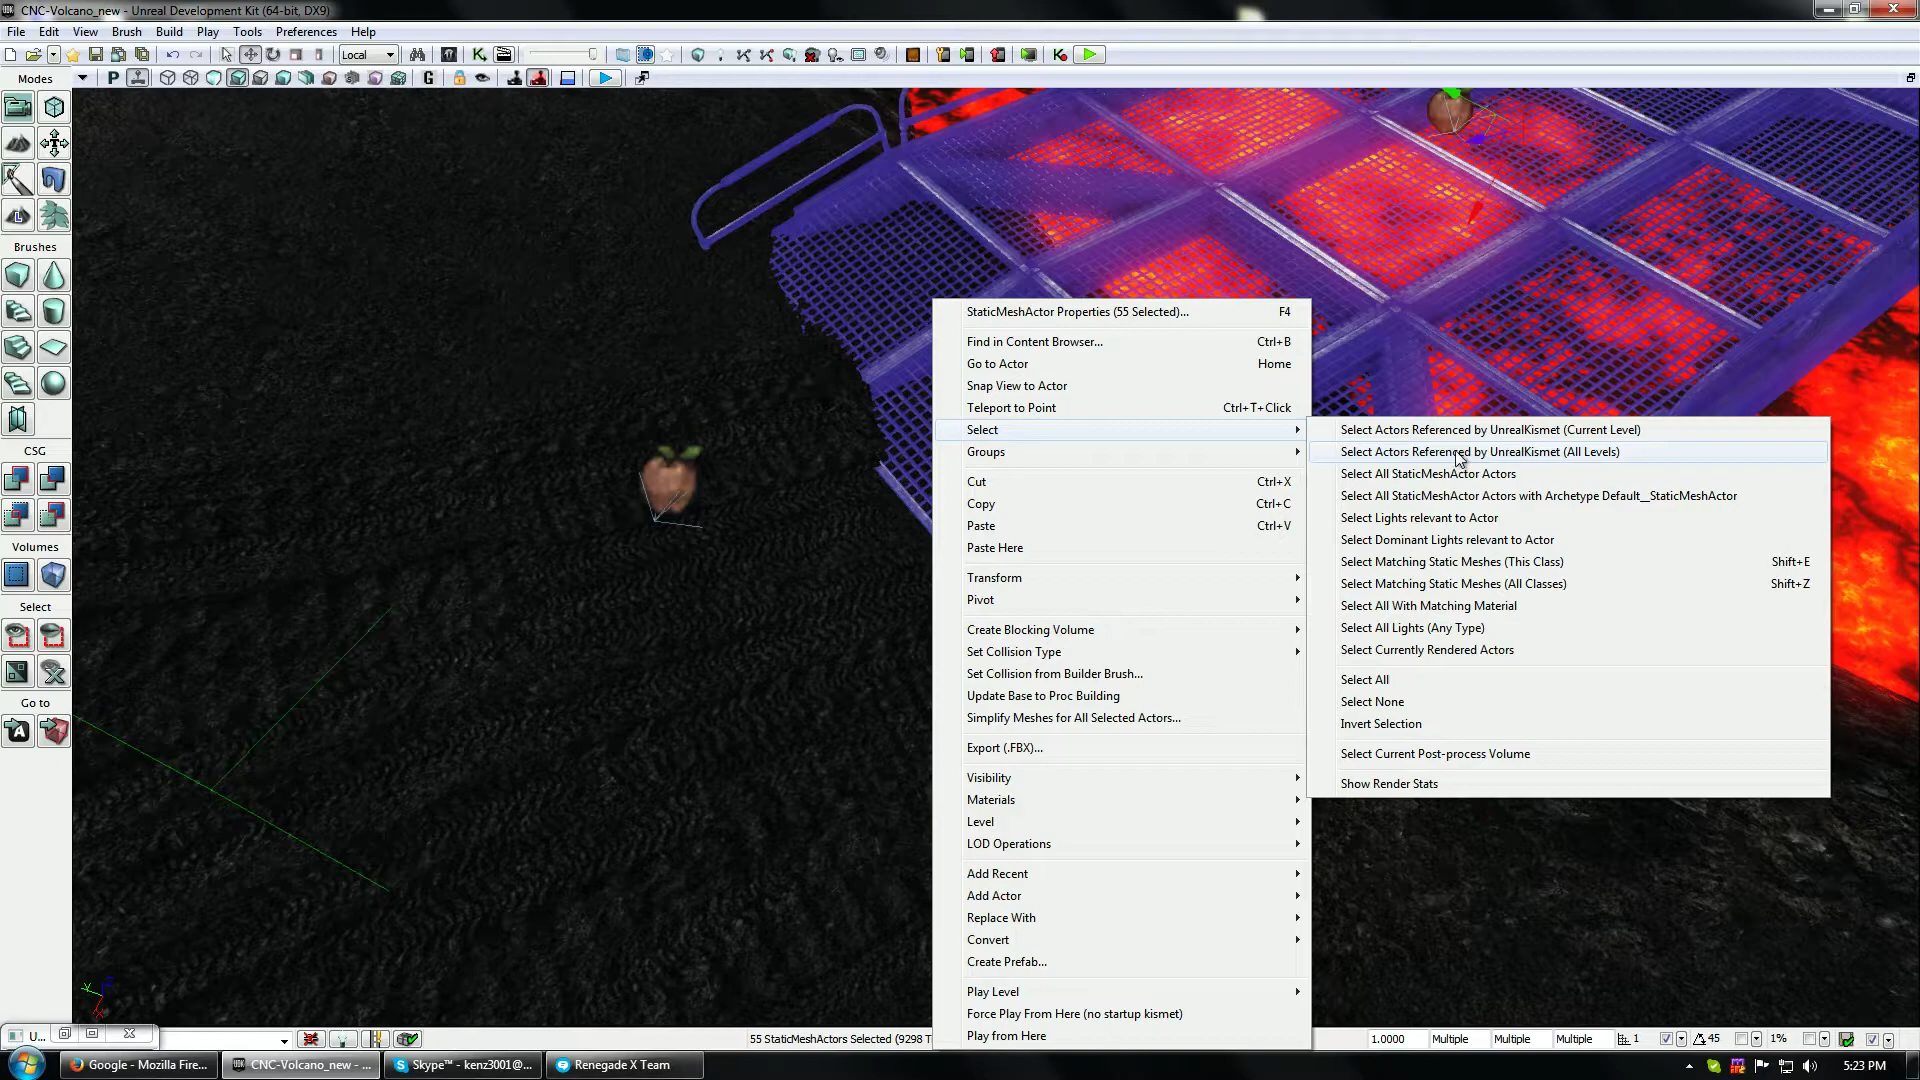 CNC-Volcano_new - Unreal Development Kit (64-bit, DX9)
File Edit View Brush Build Play Tools Preferences Help
Local
Modes
P
G
Brushes
CSG
Volumes
Select
Go to
StaticMeshActor Properties (55 Selected)... F4
Find in Content Browser... Ctrl+B
Go to Actor Home
Snap View to Actor
Teleport to Point Ctrl+T+Click
Select
Groups
Cut Ctrl+X
Copy Ctrl+C
Paste Ctrl+V
Paste Here
Transform
Pivot
Create Blocking Volume
Set Collision Type
Set Collision from Builder Brush...
Update Base to Proc Building
Simplify Meshes for All Selected Actors...
Export (.FBX)...
Visibility
Materials
Level
LOD Operations
Add Recent
Add Actor
Replace With
Convert
Create Prefab...
Play Level
Force Play From Here (no startup kismet)
Play from Here
Select Actors Referenced by UnrealKismet (Current Level)
Select Actors Referenced by UnrealKismet (All Levels)
Select All StaticMeshActor Actors
Select All StaticMeshActor Actors with Archetype Default__StaticMeshActor
Select Lights relevant to Actor
Select Dominant Lights relevant to Actor
Select Matching Static Meshes (This Class) Shift+E
Select Matching Static Meshes (All Classes) Shift+Z
Select All With Matching Material
Select All Lights (Any Type)
Select Currently Rendered Actors
Select All
Select None
Invert Selection
Select Current Post-process Volume
Show Render Stats
Y Z X
U...
55 StaticMeshActors Selected (9298 T
1.0000 Multiple Multiple Multiple 1 45 1%
Google - Mozilla Fire...
CNC-Volcano_new - ...
Skype™ - kenz3001@...
Renegade X Team
5:23 PM